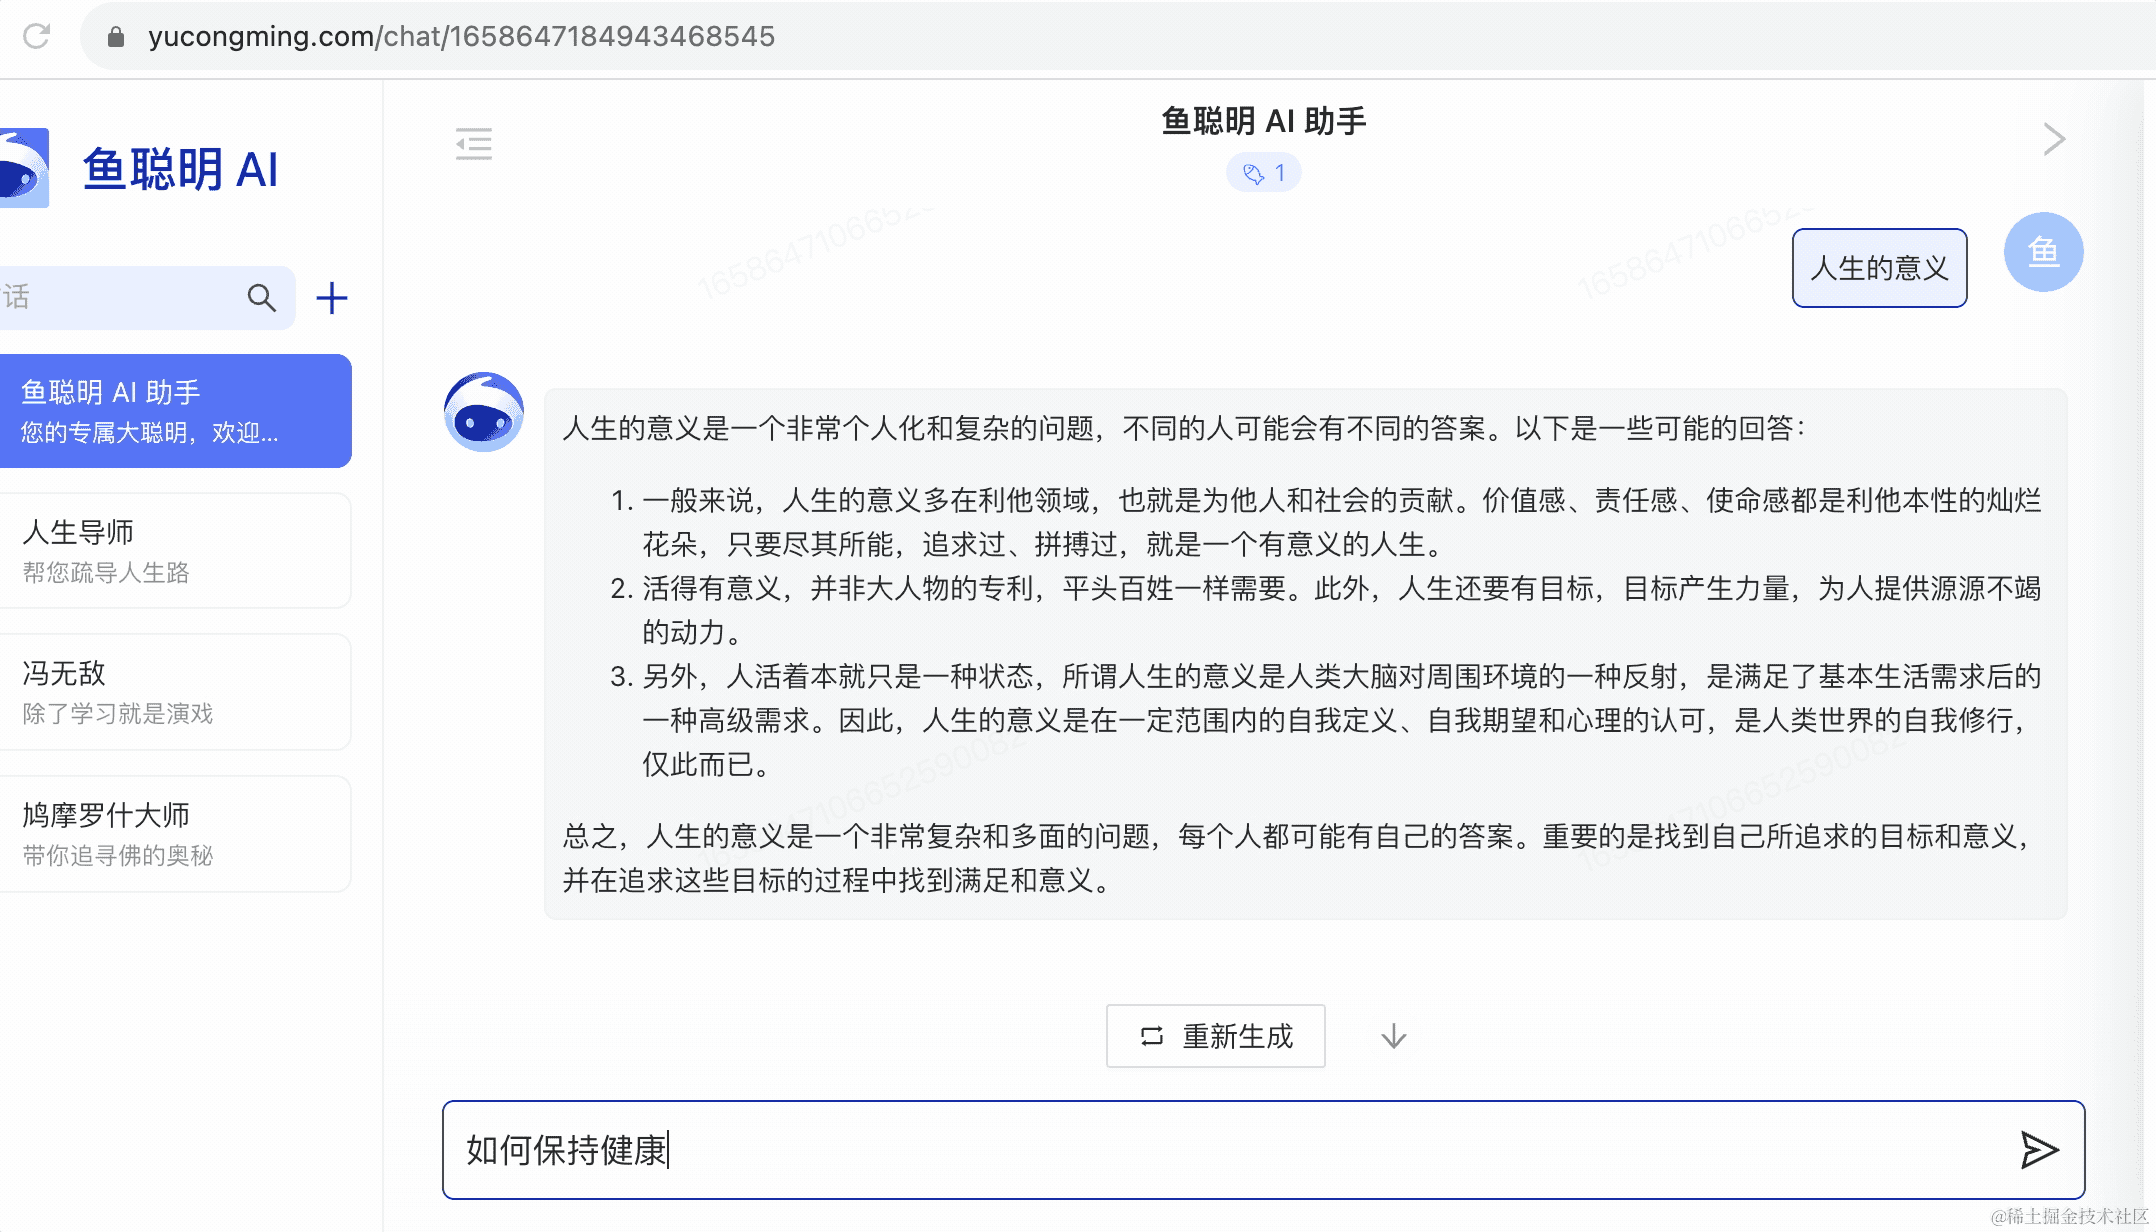 yucongming.com/chat/1658647184943468545
鱼聪明 AI
话
鱼聪明 AI 助手
您的专属大聪明，欢迎...
人生导师
帮您疏导人生路
冯无敌
除了学习就是演戏
鸠摩罗什大师
带你追寻佛的奥秘
鱼聪明 AI 助手
1
人生的意义
鱼
人生的意义是一个非常个人化和复杂的问题，不同的人可能会有不同的答案。以下是一些可能的回答：
1. 一般来说，人生的意义多在利他领域，也就是为他人和社会的贡献。价值感、责任感、使命感都是利他本性的灿烂
花朵，只要尽其所能，追求过、拼搏过，就是一个有意义的人生。
2. 活得有意义，并非大人物的专利，平头百姓一样需要。此外，人生还要有目标，目标产生力量，为人提供源源不竭
的动力。
3. 另外，人活着本就只是一种状态，所谓人生的意义是人类大脑对周围环境的一种反射，是满足了基本生活需求后的
一种高级需求。因此，人生的意义是在一定范围内的自我定义、自我期望和心理的认可，是人类世界的自我修行，
仅此而已。
总之，人生的意义是一个非常复杂和多面的问题，每个人都可能有自己的答案。重要的是找到自己所追求的目标和意义，
并在追求这些目标的过程中找到满足和意义。
重新生成
如何保持健康
@稀土掘金技术社区